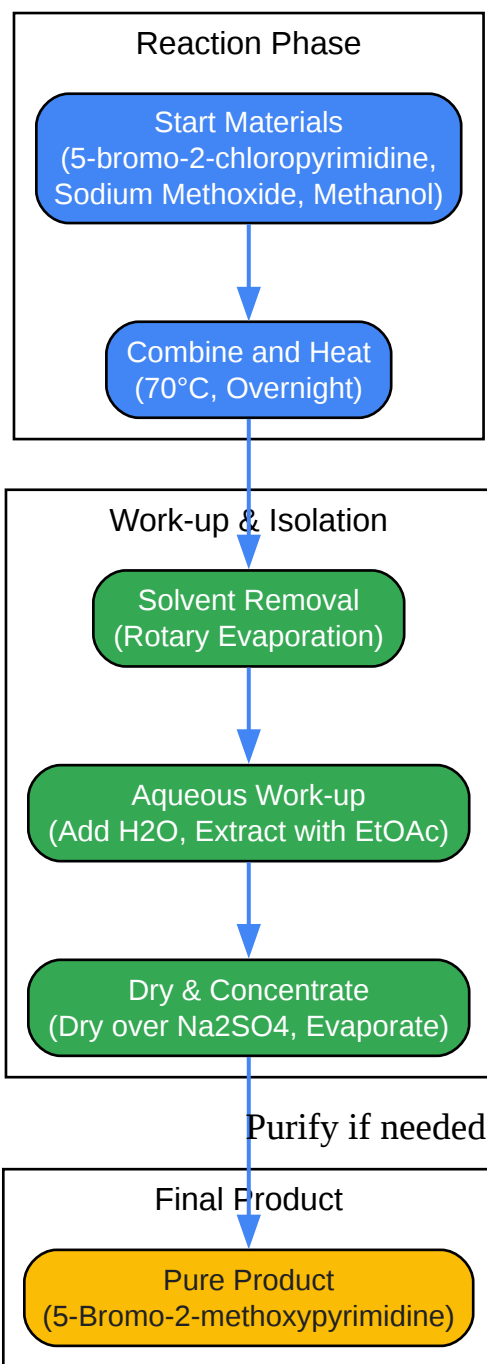 Reaction Phase
Start Materials
(5-bromo-2-chloropyrimidine,
Sodium Methoxide, Methanol)
Combine and Heat
(70°C, Overnight)
Work-up & Isolation
Solvent Removal
(Rotary Evaporation)
Aqueous Work-up
(Add H2O, Extract with EtOAc)
Dry & Concentrate
(Dry over Na2SO4, Evaporate)
Purify if needed
Final Product
Pure Product
(5-Bromo-2-methoxypyrimidine)